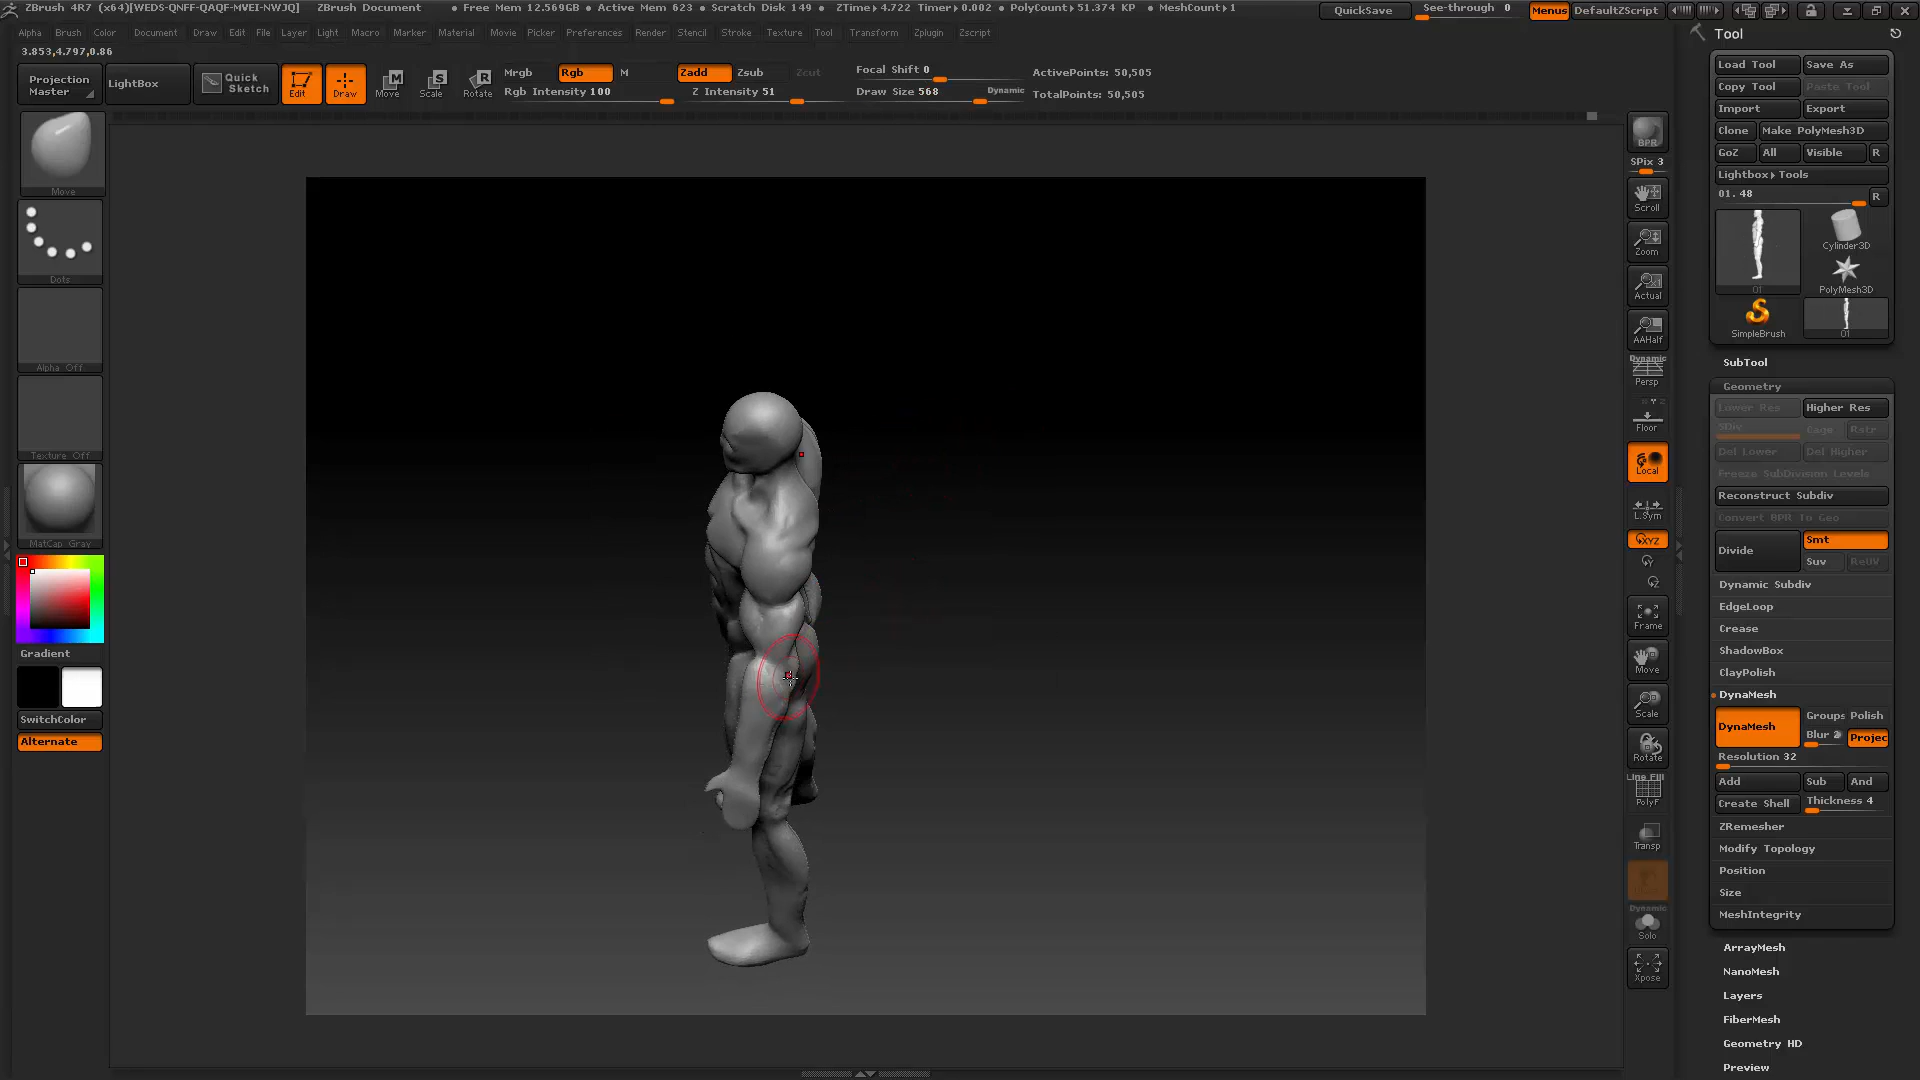 ZBrush 4R7 (x64)[WEDS-QNFF-QAQF-MVEI-NWJQ] ZBrush Document • Free Mem 12.569GB • Active Mem 623 • Scratch Disk 149 • ZTime▸4.722 Timer▸0.002 • PolyCount▸51.374 KP • MeshCount▸1 QuickSave See-through 0 Menus DefaultZScript
Alpha Brush Color Document Draw Edit File Layer Light Macro Marker Material Movie Picker Preferences Render Stencil Stroke Texture Tool Transform Zplugin Zscript
3.853,4.797,0.86
Projection Master
LightBox
Quick Sketch
Edit
Draw
Move
Scale
Rotate
Mrgb Rgb M
Rgb Intensity 100
Zadd Zsub Zcut
Z Intensity 51
Focal Shift 0
Draw Size 568 Dynamic
ActivePoints: 50,505
TotalPoints: 50,505
Move
Dots
Alpha Off
Texture Off
MatCap Gray
Gradient
SwitchColor
Alternate
BPR
SPix 3
Scroll
Zoom
Actual
AAHalf
Dynamic
Persp
Floor
Local
L.Sym
XYZ
Y
Z
Frame
Move
Scale
Rotate
Line Fill
PolyF
Transp
Dynamic
Solo
Xpose
Tool
Load Tool Save As
Copy Tool Paste Tool
Import Export
Clone Make PolyMesh3D
GoZ All Visible R
Lightbox▸Tools
01. 48 R
Cylinder3D
01 PolyMesh3D
SimpleBrush 01
SubTool
Geometry
Lower Res Higher Res
SDiv Cage Rstr
Del Lower Del Higher
Freeze SubDivision Levels
Reconstruct Subdiv
Convert BPR To Geo
Divide Smt
Suv ReUV
Dynamic Subdiv
EdgeLoop
Crease
ShadowBox
ClayPolish
DynaMesh
DynaMesh Groups Polish
Blur 2 Projec
Resolution 32
Add Sub And
Create Shell Thickness 4
ZRemesher
Modify Topology
Position
Size
MeshIntegrity
ArrayMesh
NanoMesh
Layers
FiberMesh
Geometry HD
Preview